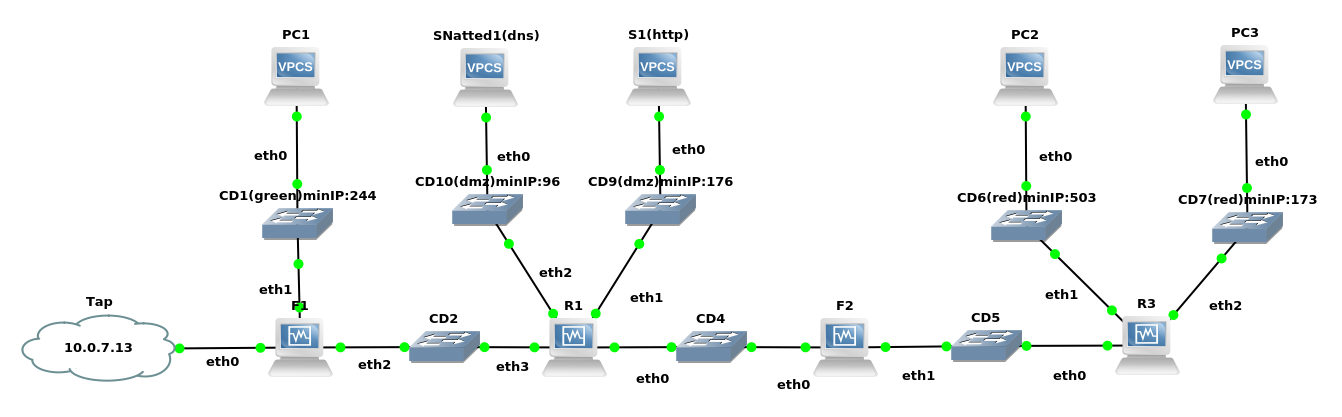 PC1
SNatted1(dns)
S1(http)
PC2
PC3
VPCS
VPCS
VPCS
VPCS
VPCS
eth0
eth0
eth0
eth0
eth0
CD1(green)minIP:244
CD10(dmz)minIP:96
CD9(dmz)minIP:176
CD6(red)minIP:503
CD7(red)minIP:173
eth1
eth2
eth1
eth1
eth2
Tap
F1
R1
F2
R3
10.0.7.13
CD2
CD4
CD5
eth0
eth2
eth3
eth0
eth0
eth1
eth0